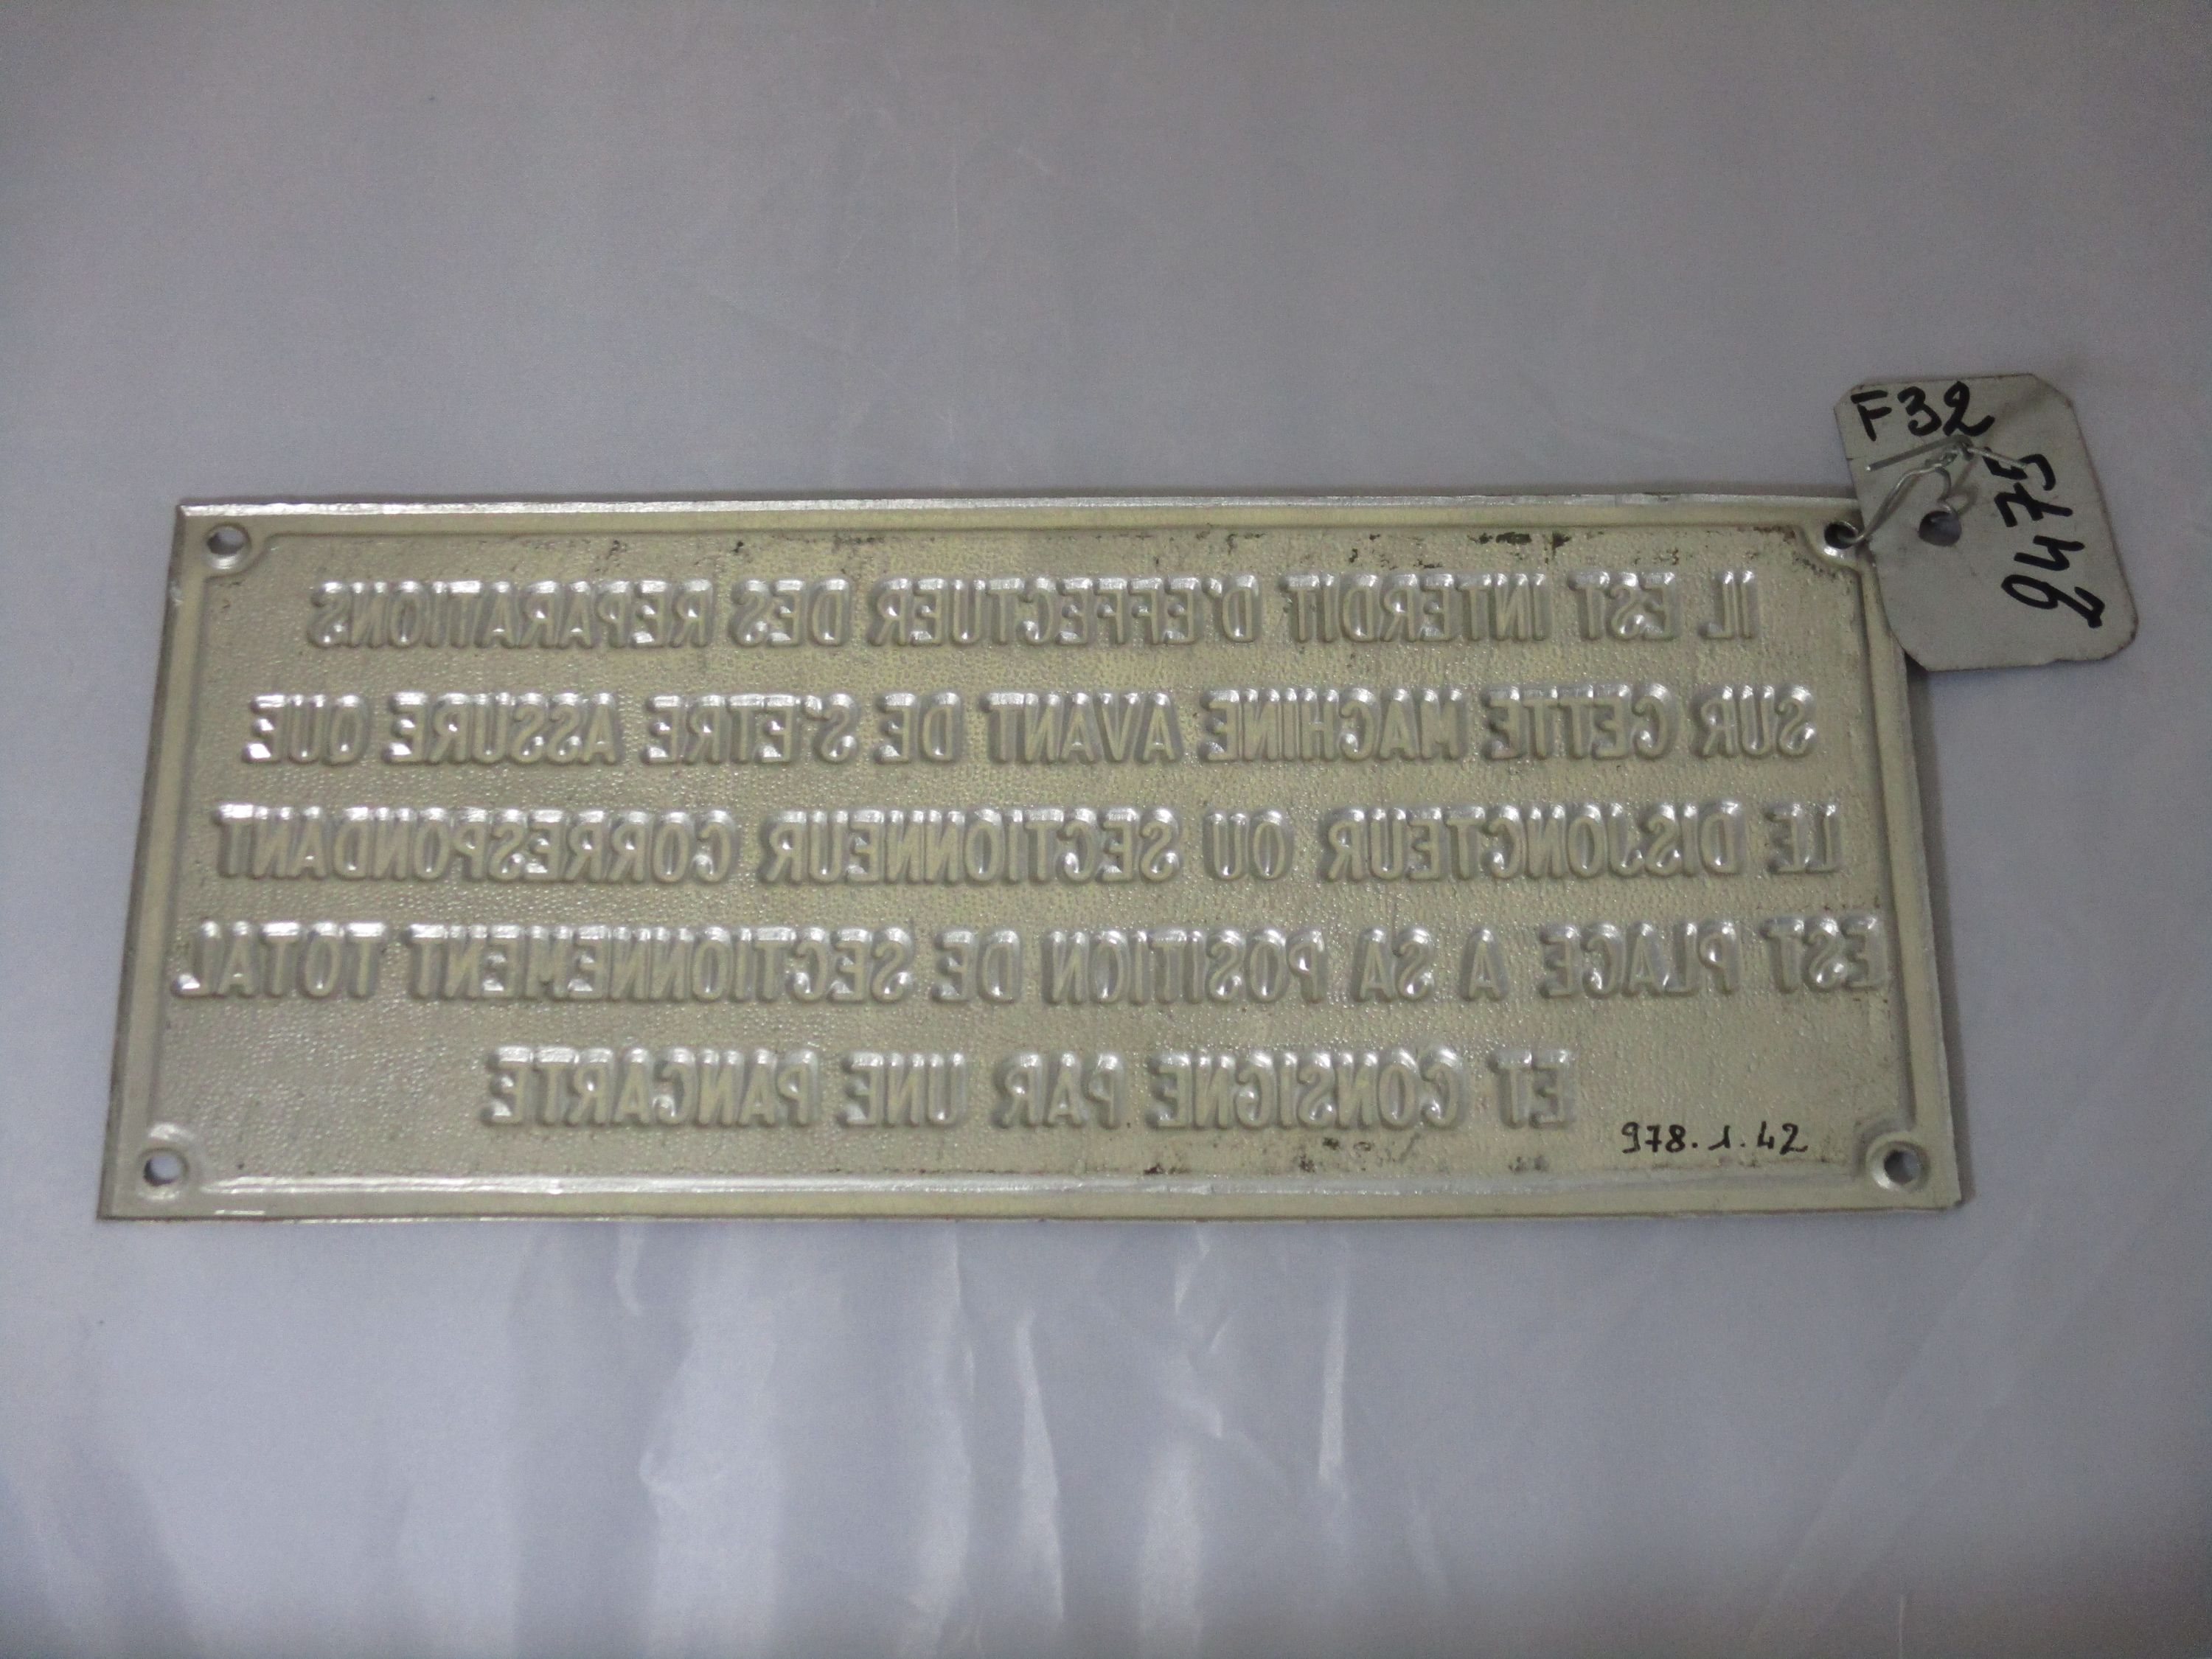 IL EST INTERDIT D'EFFECTUER DES REPARATIONS
SUR CETTE MACHINE AVANT DE S'ETRE ASSURE QUE
LE DISJONCTEUR OU SECTIONNEUR CORRESPONDANT
EST PLACE A SA POSITION DE SECTIONNEMENT TOTAL
ET CONSIGNE PAR UNE PANCARTE
978.1.42
F32
9475